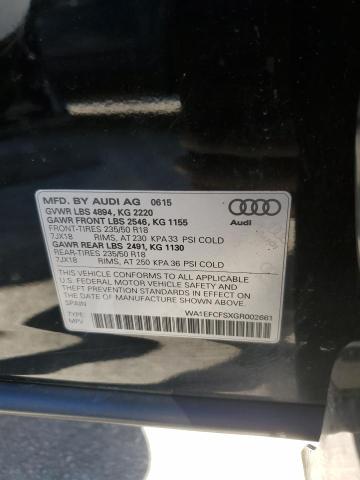 MFD. BY AUDI AG 0615
GVWR LBS 4894, KG 2220
GAWR FRONT LBS 2546, KG 1155
FRONT-TIRES 235/50 R18
7JX18 RIMS, AT 230 KPA 33 PSI COLD
GAWR REAR LBS 2491, KG 1130
REAR-TIRES 235/50 R18
7JX18 RIMS, AT 250 KPA 36 PSI COLD
THIS VEHICLE CONFORMS TO ALL APPLICABLE
U.S. FEDERAL MOTOR VEHICLE SAFETY AND
THEFT PREVENTION STANDARDS IN EFFECT ON
THE DATE OF MANUFACTURE SHOWN ABOVE.
SPAIN
TYPE: WA1EFCFSXGR002661
MPV
Audi